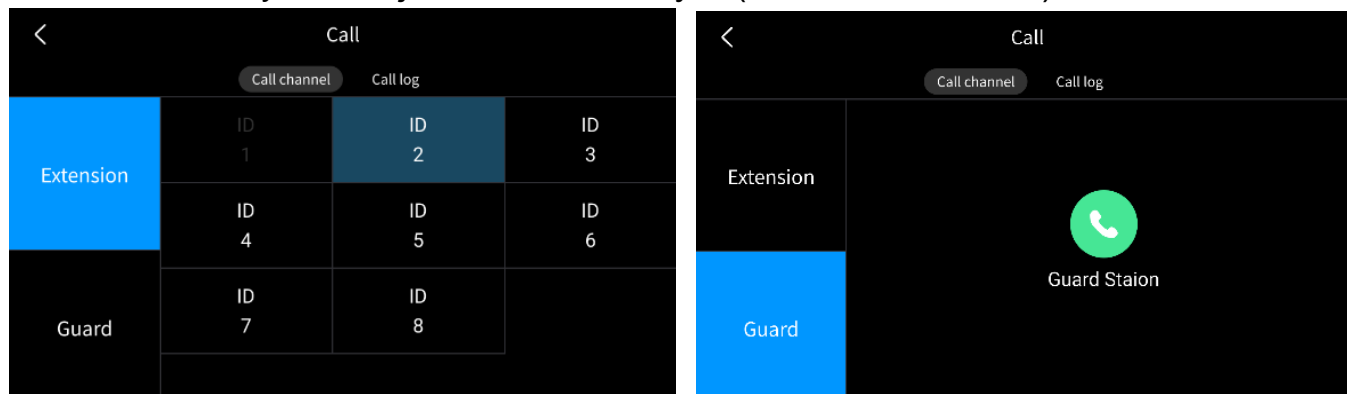 Call
Call channel Call log
ID ID ID
1 2 3
Extension
ID ID ID
4 5 6
ID ID
7 8
Guard
Call
Call channel Call log
Extension
Guard Staion
Guard